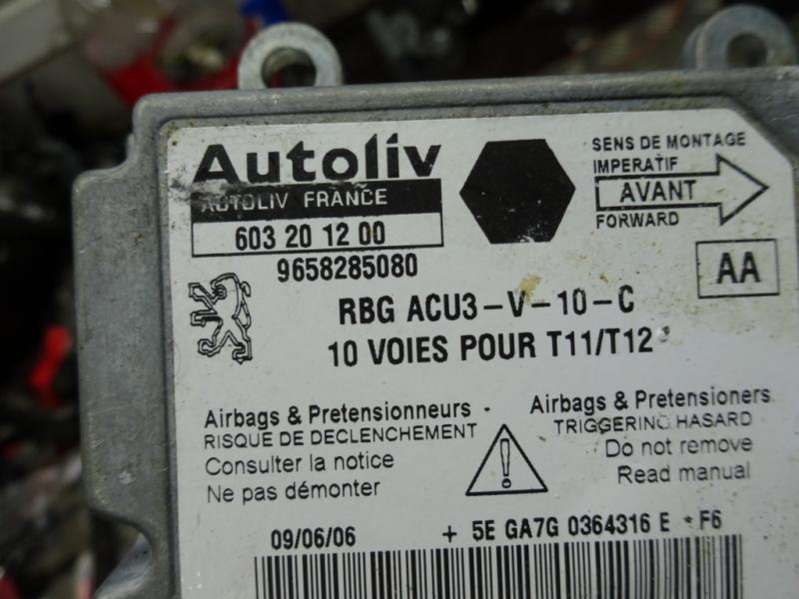 Autoliv
AUTOLIV FRANCE
603 20 12 00
9658285080
SENS DE MONTAGE
IMPERATIF
AVANT
FORWARD
AA
RBG ACU3-V-10-C
10 VOIES POUR T11/T12
Airbags & Pretensionneurs -
RISQUE DE DECLENCHEMENT
Consulter la notice
Ne pas démonter
Airbags & Pretensioners
TRIGGERING HASARD
Do not remove
Read manual
09/06/06 + 5E GA7G 0364316 E * F6